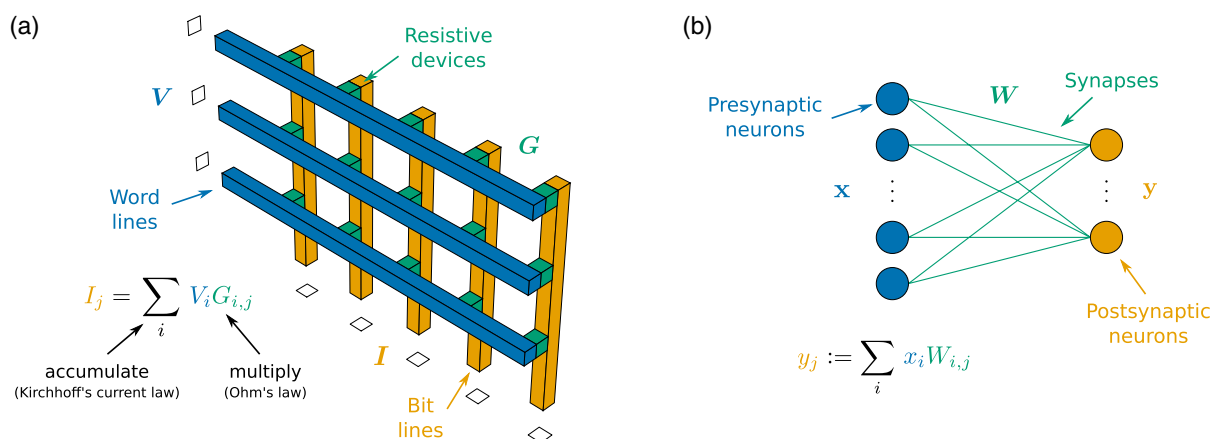 (a)
Resistive
devices
V
G
Word
lines
I_j = ∑_i V_i G_{i,j}
accumulate
(Kirchhoff's current law)
multiply
(Ohm's law)
I
Bit
lines
(b)
Presynaptic
neurons
W
Synapses
x
⋮
⋮
y
Postsynaptic
neurons
y_j := ∑_i x_i W_{i,j}